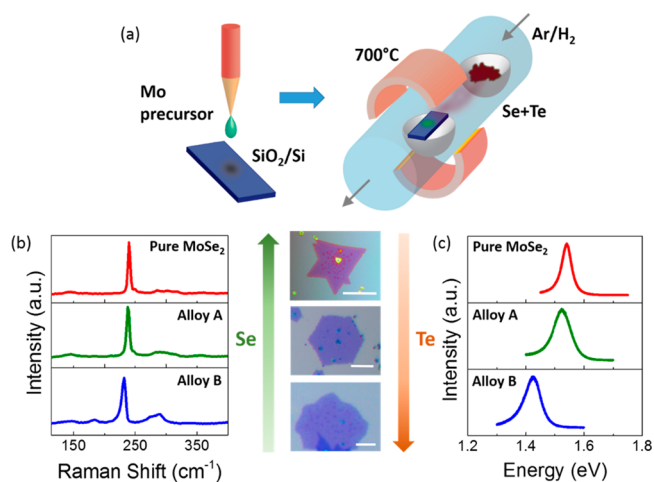 (a)
Mo
precursor
SiO₂/Si
700°C
Ar/H₂
Se+Te
(b)
Intensity (a.u.)
Pure MoSe₂
Alloy A
Alloy B
150 250 350
Raman Shift (cm⁻¹)
Se
Te
(c)
Intensity (a.u.)
Pure MoSe₂
Alloy A
Alloy B
1.2 1.4 1.6 1.8
Energy (eV)